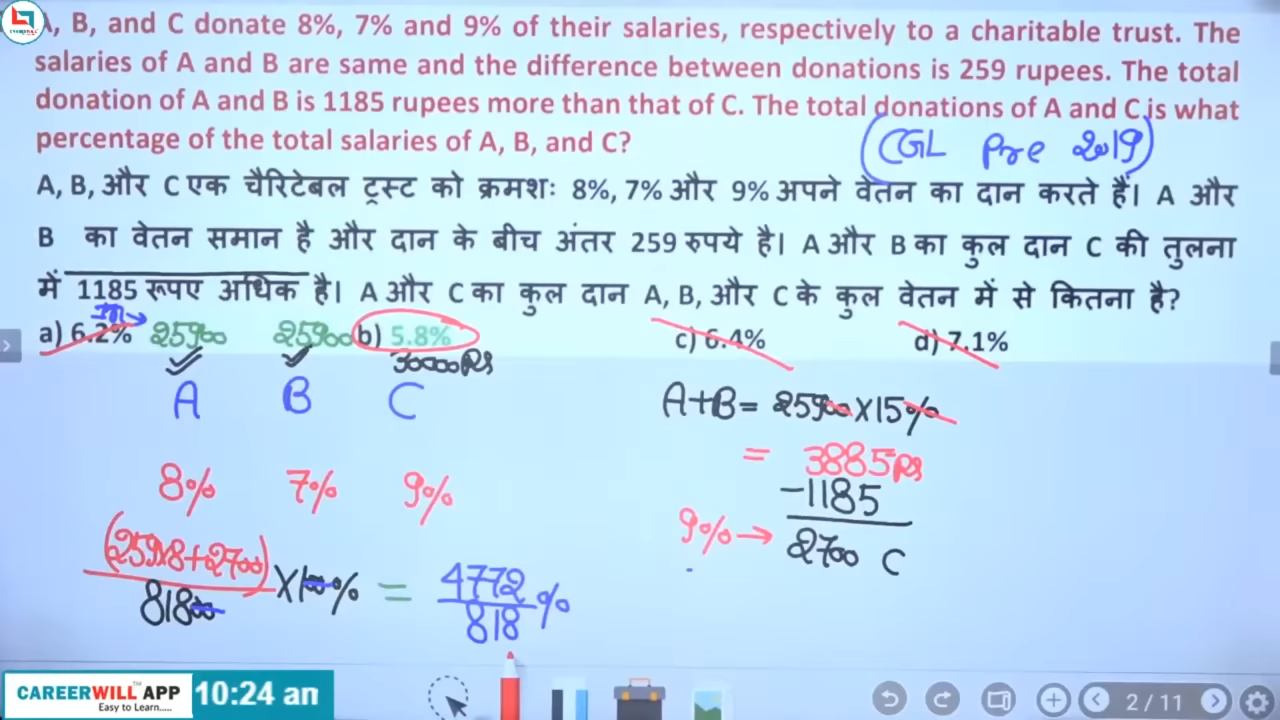 A, B, and C donate 8%, 7% and 9% of their salaries, respectively to a charitable trust. The
salaries of A and B are same and the difference between donations is 259 rupees. The total
donation of A and B is 1185 rupees more than that of C. The total donations of A and C is what
percentage of the total salaries of A, B, and C?
(CGL Pre 2019)
A, B, और C एक चैरिटेबल ट्रस्ट को क्रमशः 8%, 7% और 9% अपने वेतन का दान करते हैं। A और
B का वेतन समान है और दान के बीच अंतर 259 रुपये है। A और B का कुल दान C की तुलना
में 1185 रूपए अधिक है। A और C का कुल दान A, B, और C के कुल वेतन में से कितना है?
a) 6.2% 25900 25900 b) 5.8% c) 6.4% d) 7.1%
30000 Rs
A B C
A+B = 25900 X 15%
= 3885 Rs
8% 7% 9%
-1185
9% → 2700 C
(259x8+2700)
81800
X100% = 4772
818 %
CAREERWILL APP
Easy to Learn.....
10:24 an
2 / 11